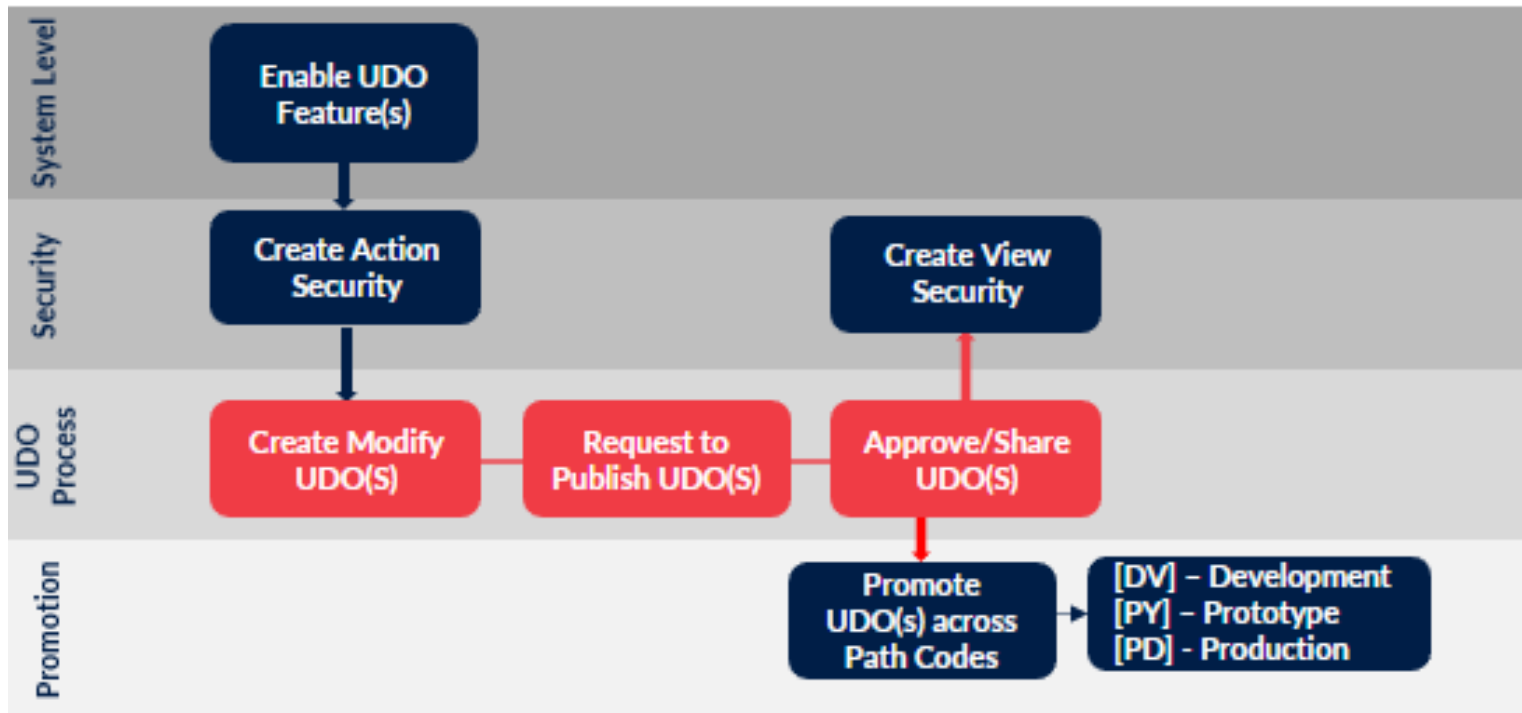 System Level
Enable UDO
Feature(s)
Security
Create Action
Security
Create View
Security
UDO
Process
Create Modify
UDO(S)
Request to
Publish UDO(S)
Approve/Share
UDO(S)
Promotion
Promote
UDO(s) across
Path Codes
[DV] – Development
[PY] – Prototype
[PD] - Production